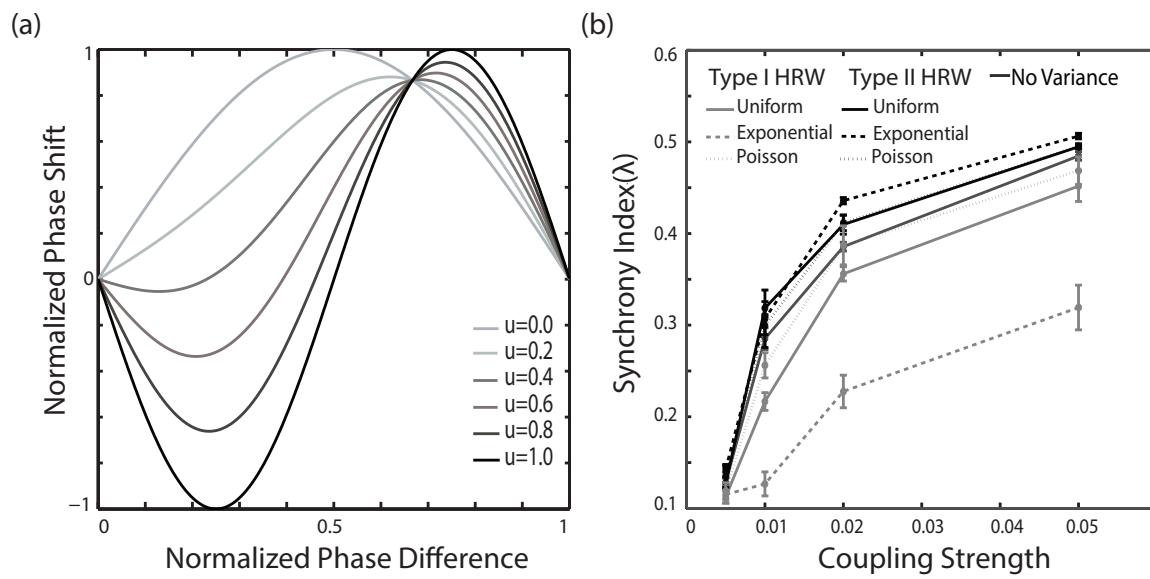 (a)
1
0
−1
Normalized Phase Shift
u=0.0
u=0.2
u=0.4
u=0.6
u=0.8
u=1.0
0 0.5 1
Normalized Phase Difference
(b)
0.6
0.5
0.4
0.3
0.2
0.1
Synchrony Index(λ)
Type I HRW Type II HRW No Variance
Uniform Uniform
Exponential Exponential
Poisson Poisson
0 0.01 0.02 0.03 0.04 0.05
Coupling Strength